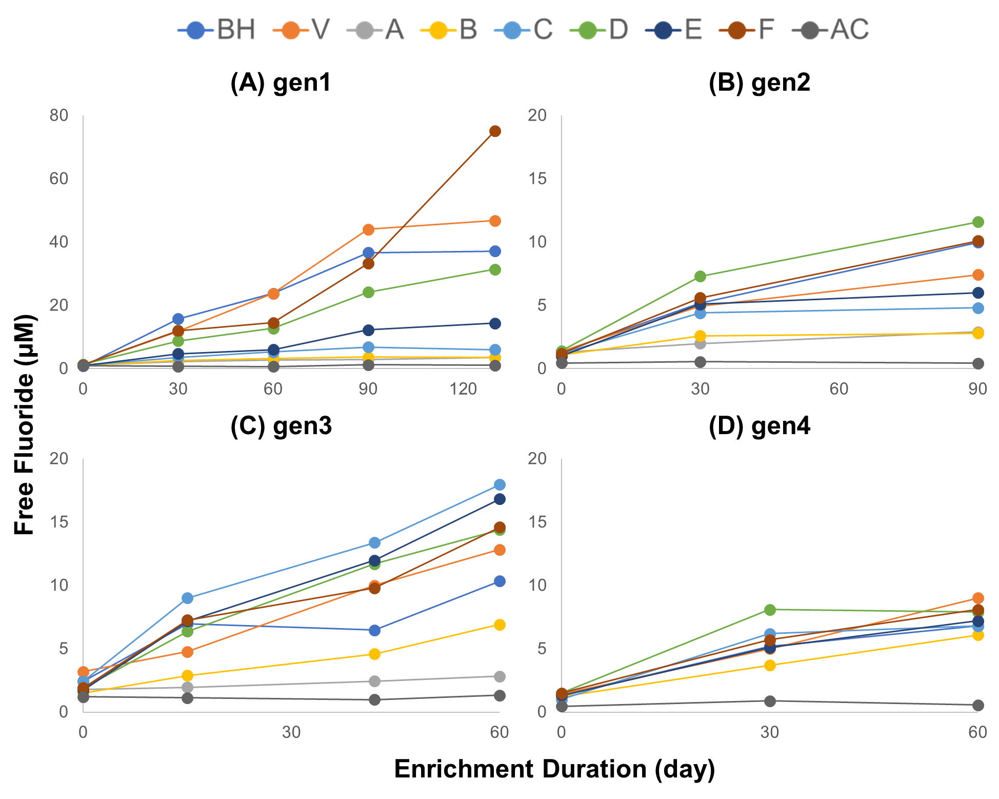 BH V A B C D E F AC
(A) gen1
(B) gen2
80
60
40
20
0
0 30 60 90 120
20
15
10
5
0
0 30 60 90
(C) gen3
(D) gen4
20
15
10
5
0
0 30 60
20
15
10
5
0
0 30 60
Free Fluoride (µM)
Enrichment Duration (day)